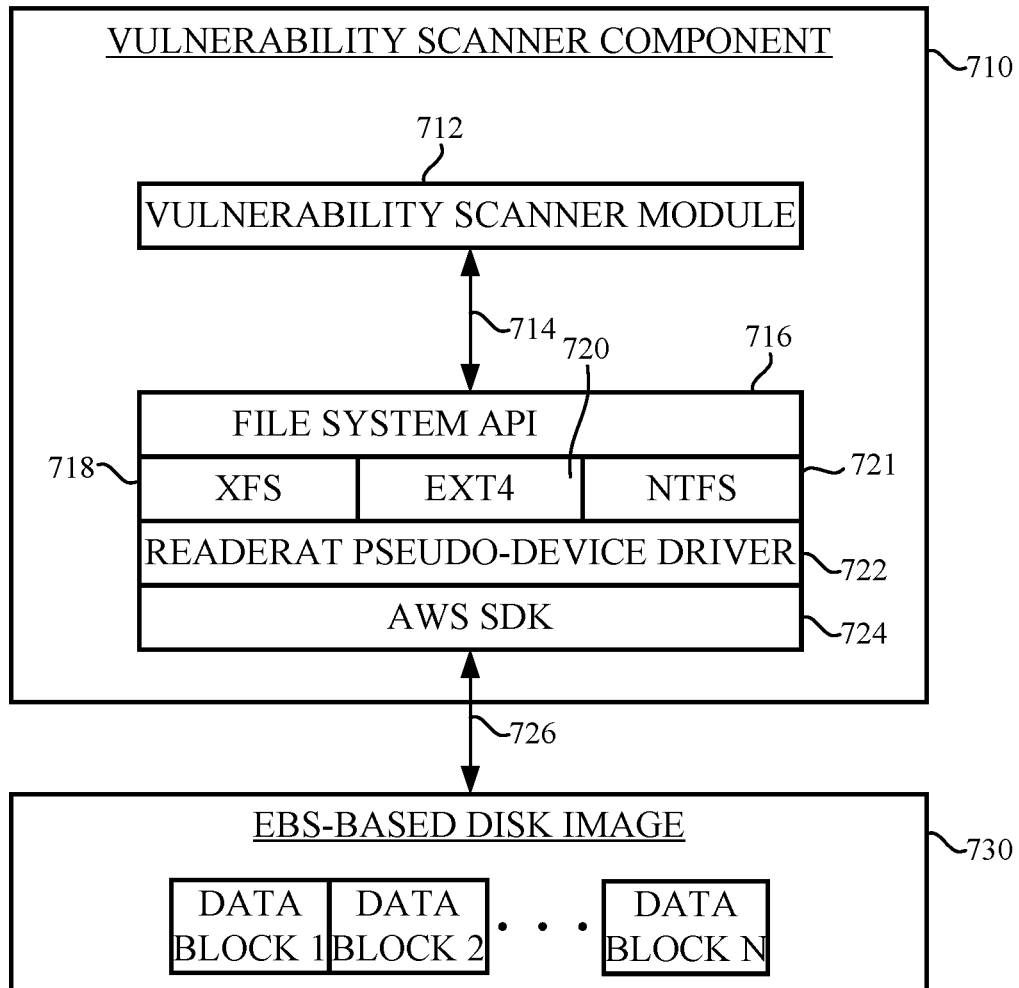 VULNERABILITY SCANNER COMPONENT
710
712
VULNERABILITY SCANNER MODULE
714
720
716
FILE SYSTEM API
718
XFS
EXT4
NTFS
721
READERAT PSEUDO-DEVICE DRIVER
722
AWS SDK
724
726
EBS-BASED DISK IMAGE
730
DATA
BLOCK 1
DATA
BLOCK 2
. . .
DATA
BLOCK N